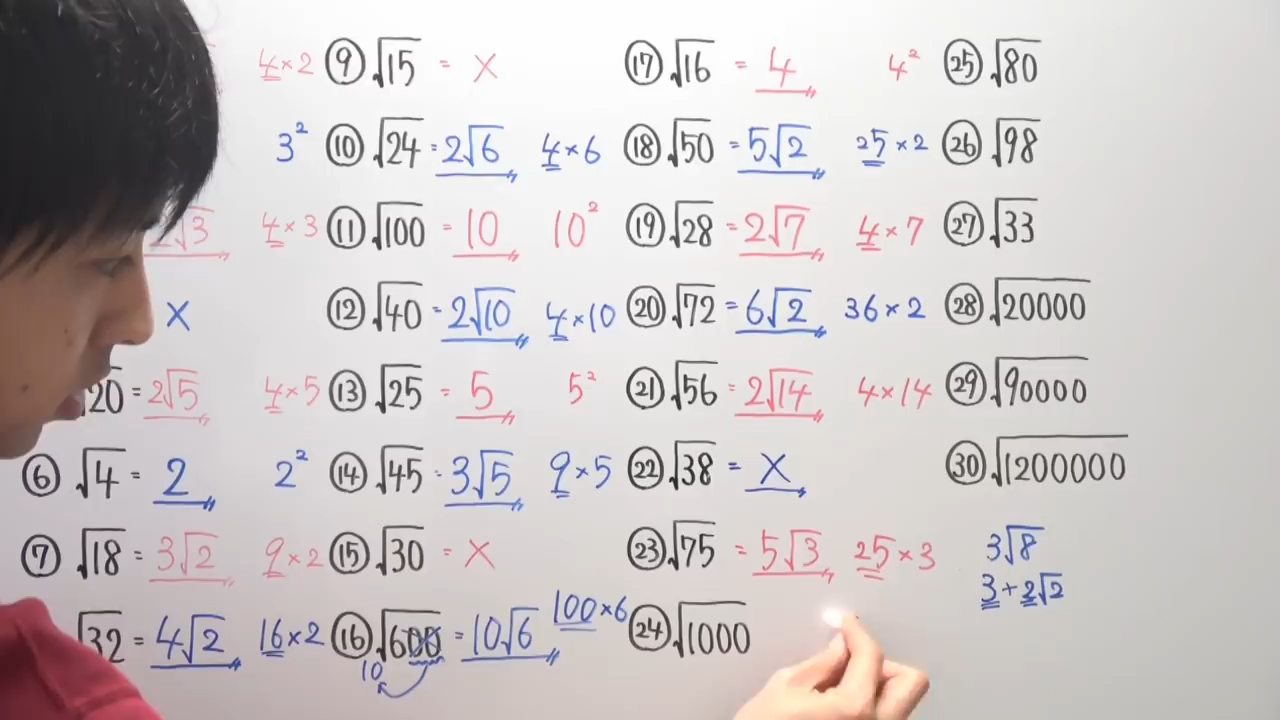 4×2
3²
2√3 4×3
×
√20=2√5 4×5
⑥ √4=2 2²
⑦ √18=3√2 9×2
√32=4√2 16×2
⑨ √15=×
⑩ √24=2√6 4×6
⑪ √100=10 10²
⑫ √40=2√10 4×10
⑬ √25=5 5²
⑭ √45=3√5 9×5
⑮ √30=×
⑯ √600=10√6 100×6
10
⑰ √16=4 4²
⑱ √50=5√2 25×2
⑲ √28=2√7 4×7
⑳ √72=6√2 36×2
㉑ √56=2√14 4×14
㉒ √38=×
㉓ √75=5√3 25×3
㉔ √1000
㉕ √80
㉖ √98
㉗ √33
㉘ √20000
㉙ √90000
㉚ √1200000
3√8
3+2√2